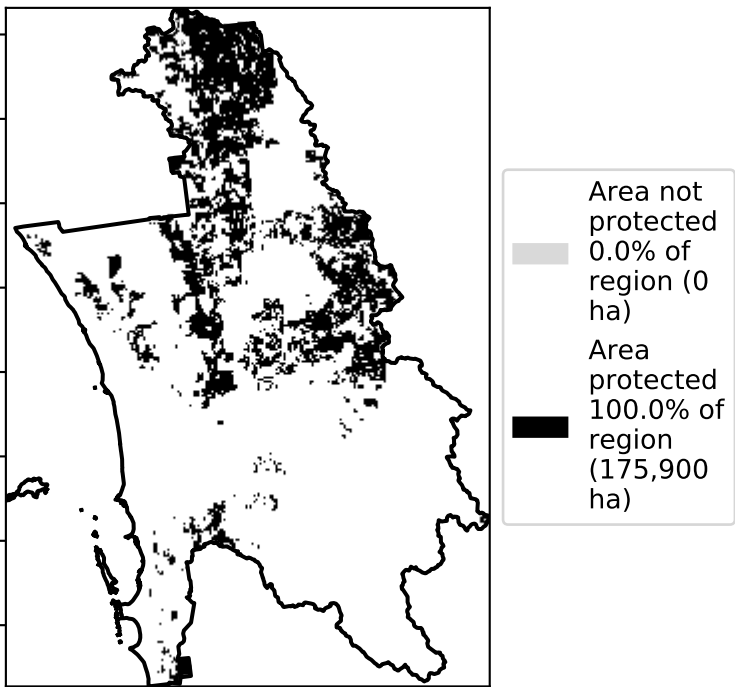 Area not
protected
0.0% of
region (0
ha)
Area
protected
100.0% of
region
(175,900
ha)